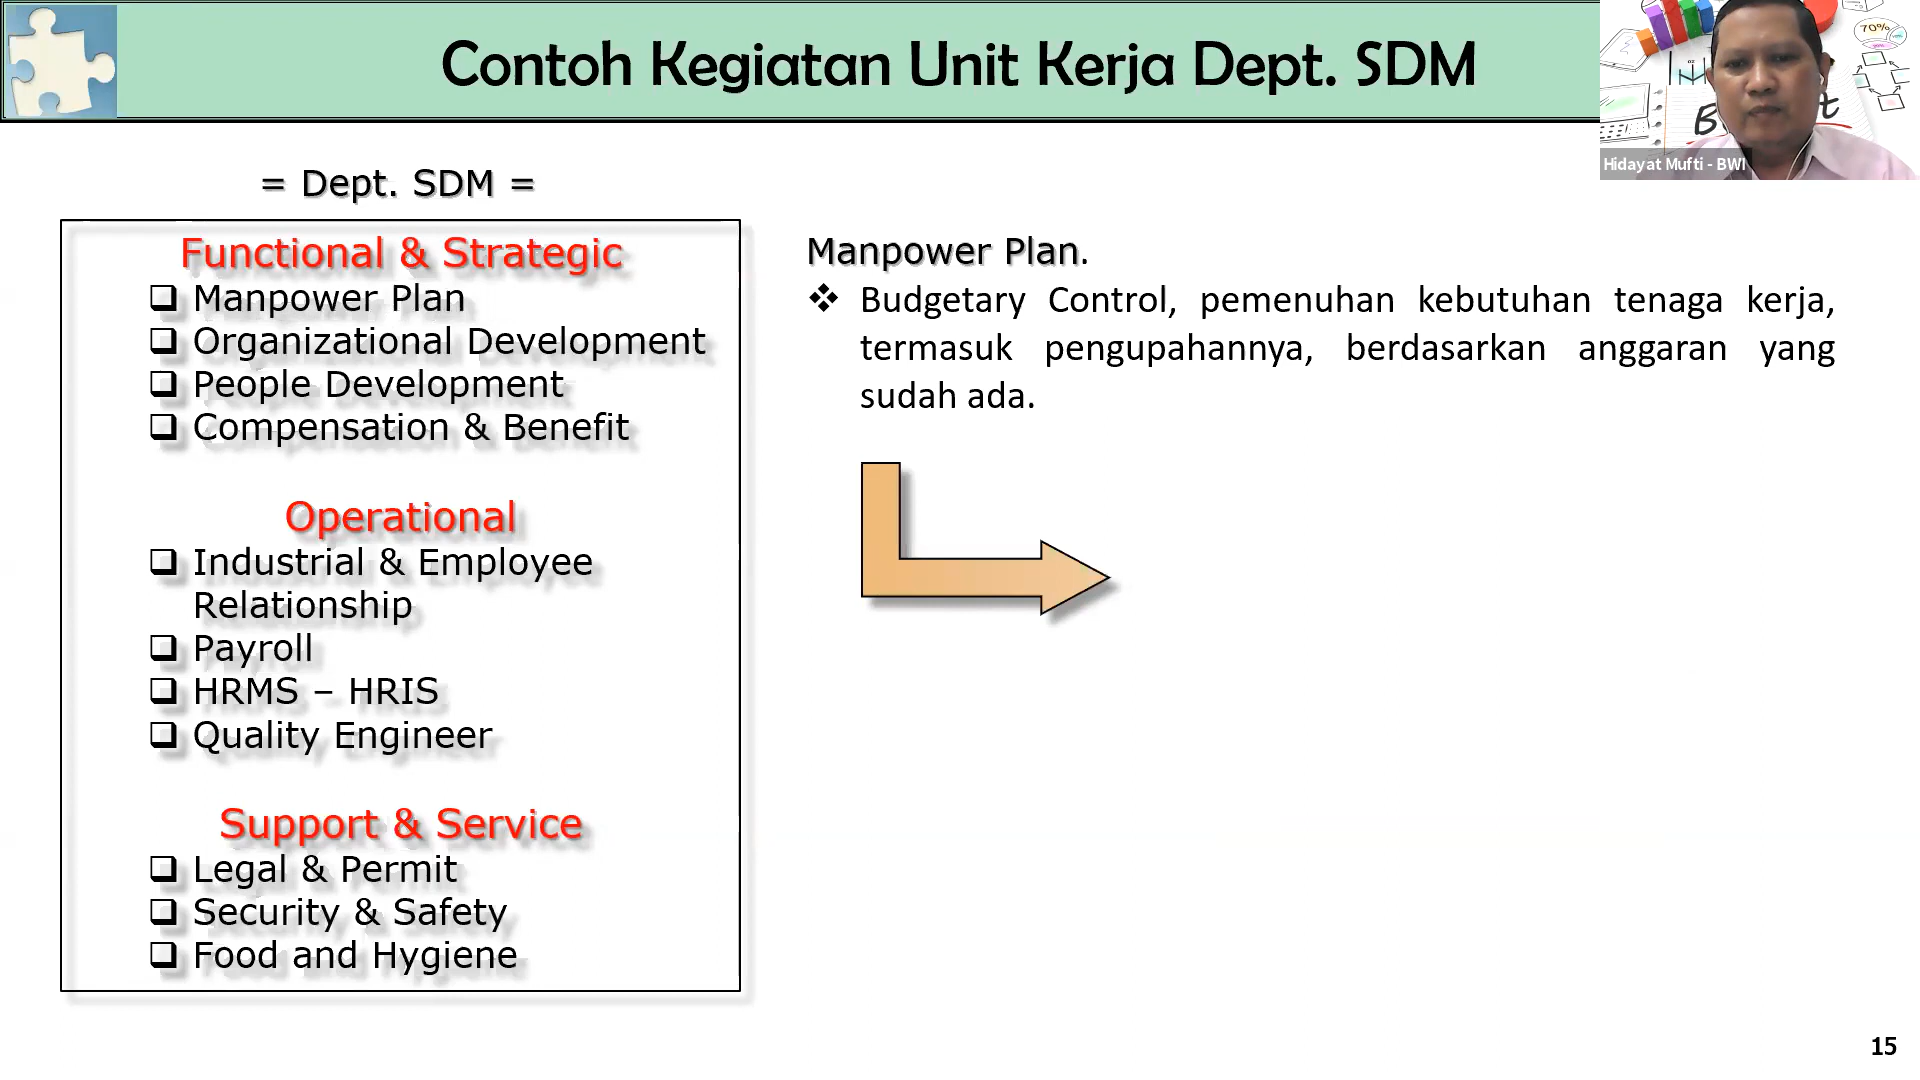 Contoh Kegiatan Unit Kerja Dept. SDM
70%
Hidayat Mufti - BWI
= Dept. SDM =
Functional & Strategic
❑ Manpower Plan
❑ Organizational Development
❑ People Development
❑ Compensation & Benefit
Operational
❑ Industrial & Employee
Relationship
❑ Payroll
❑ HRMS – HRIS
❑ Quality Engineer
Support & Service
❑ Legal & Permit
❑ Security & Safety
❑ Food and Hygiene
Manpower Plan.
❖ Budgetary Control, pemenuhan kebutuhan tenaga kerja,
termasuk pengupahannya, berdasarkan anggaran yang
sudah ada.
15